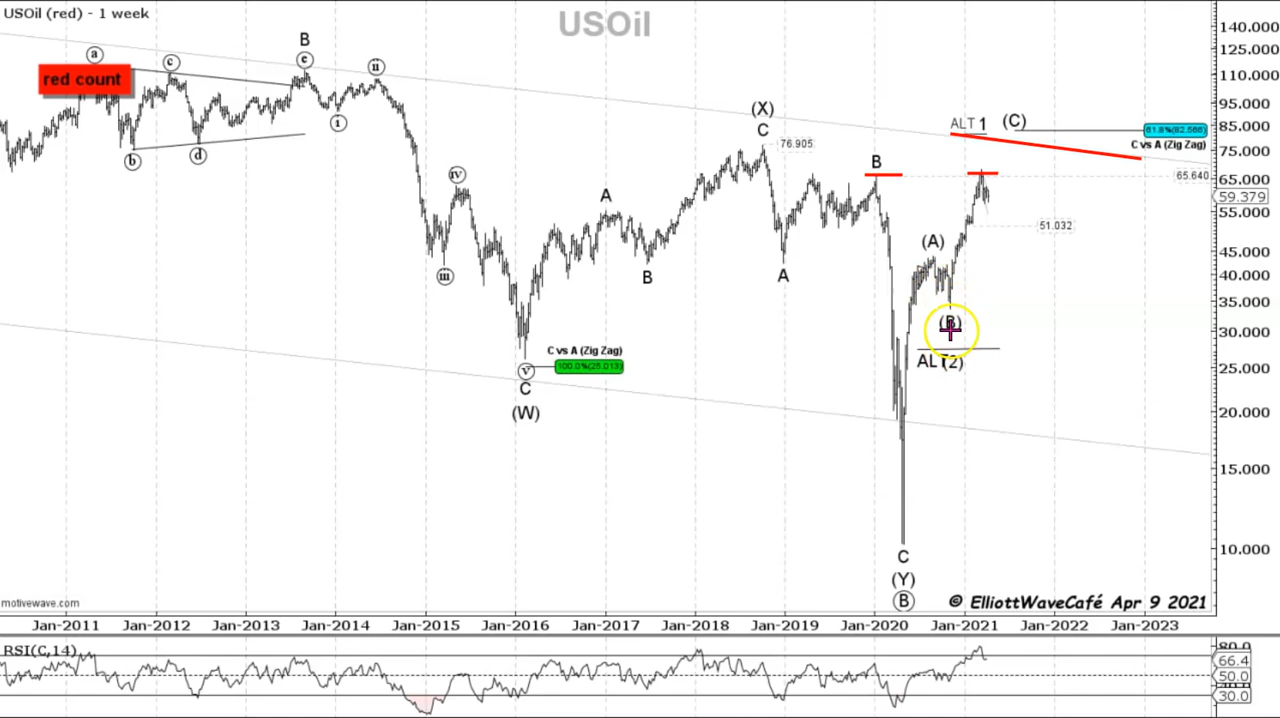 USOil (red) - 1 week
USOil
red count
a
c
B
e
ii
b
d
i
iv
iii
A
B
C vs A (Zig Zag)
100.0%(25.013)
v
C
(W)
(X)
C
76.905
A
B
(A)
(B)
ALT(2)
ALT 1
(C)
61.8%(82.566)
C vs A (Zig Zag)
65.640
51.032
C
(Y)
B
140.000
125.000
110.000
95.000
85.000
75.000
65.000
59.379
55.000
45.000
40.000
35.000
30.000
25.000
20.000
15.000
10.000
motivewave.com
© ElliottWaveCafé Apr 9 2021
Jan-2011 Jan-2012 Jan-2013 Jan-2014 Jan-2015 Jan-2016 Jan-2017 Jan-2018 Jan-2019 Jan-2020 Jan-2021 Jan-2022 Jan-2023
RSI(C,14)
80.0
66.4
50.0
30.0